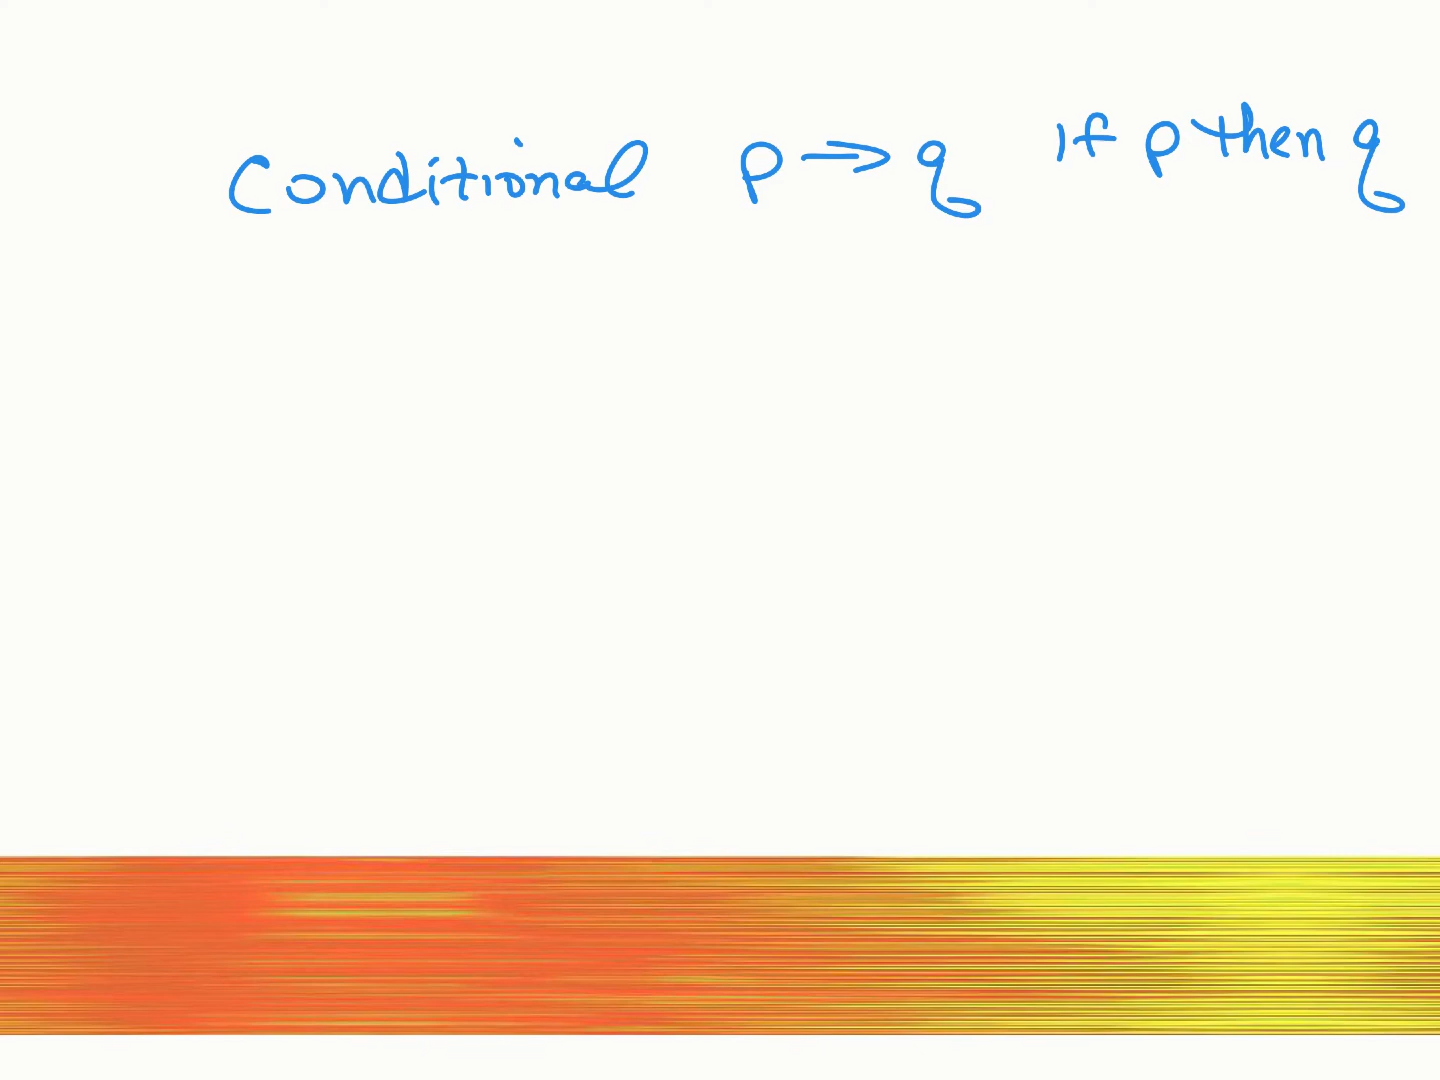 Conditional p → q if p then q